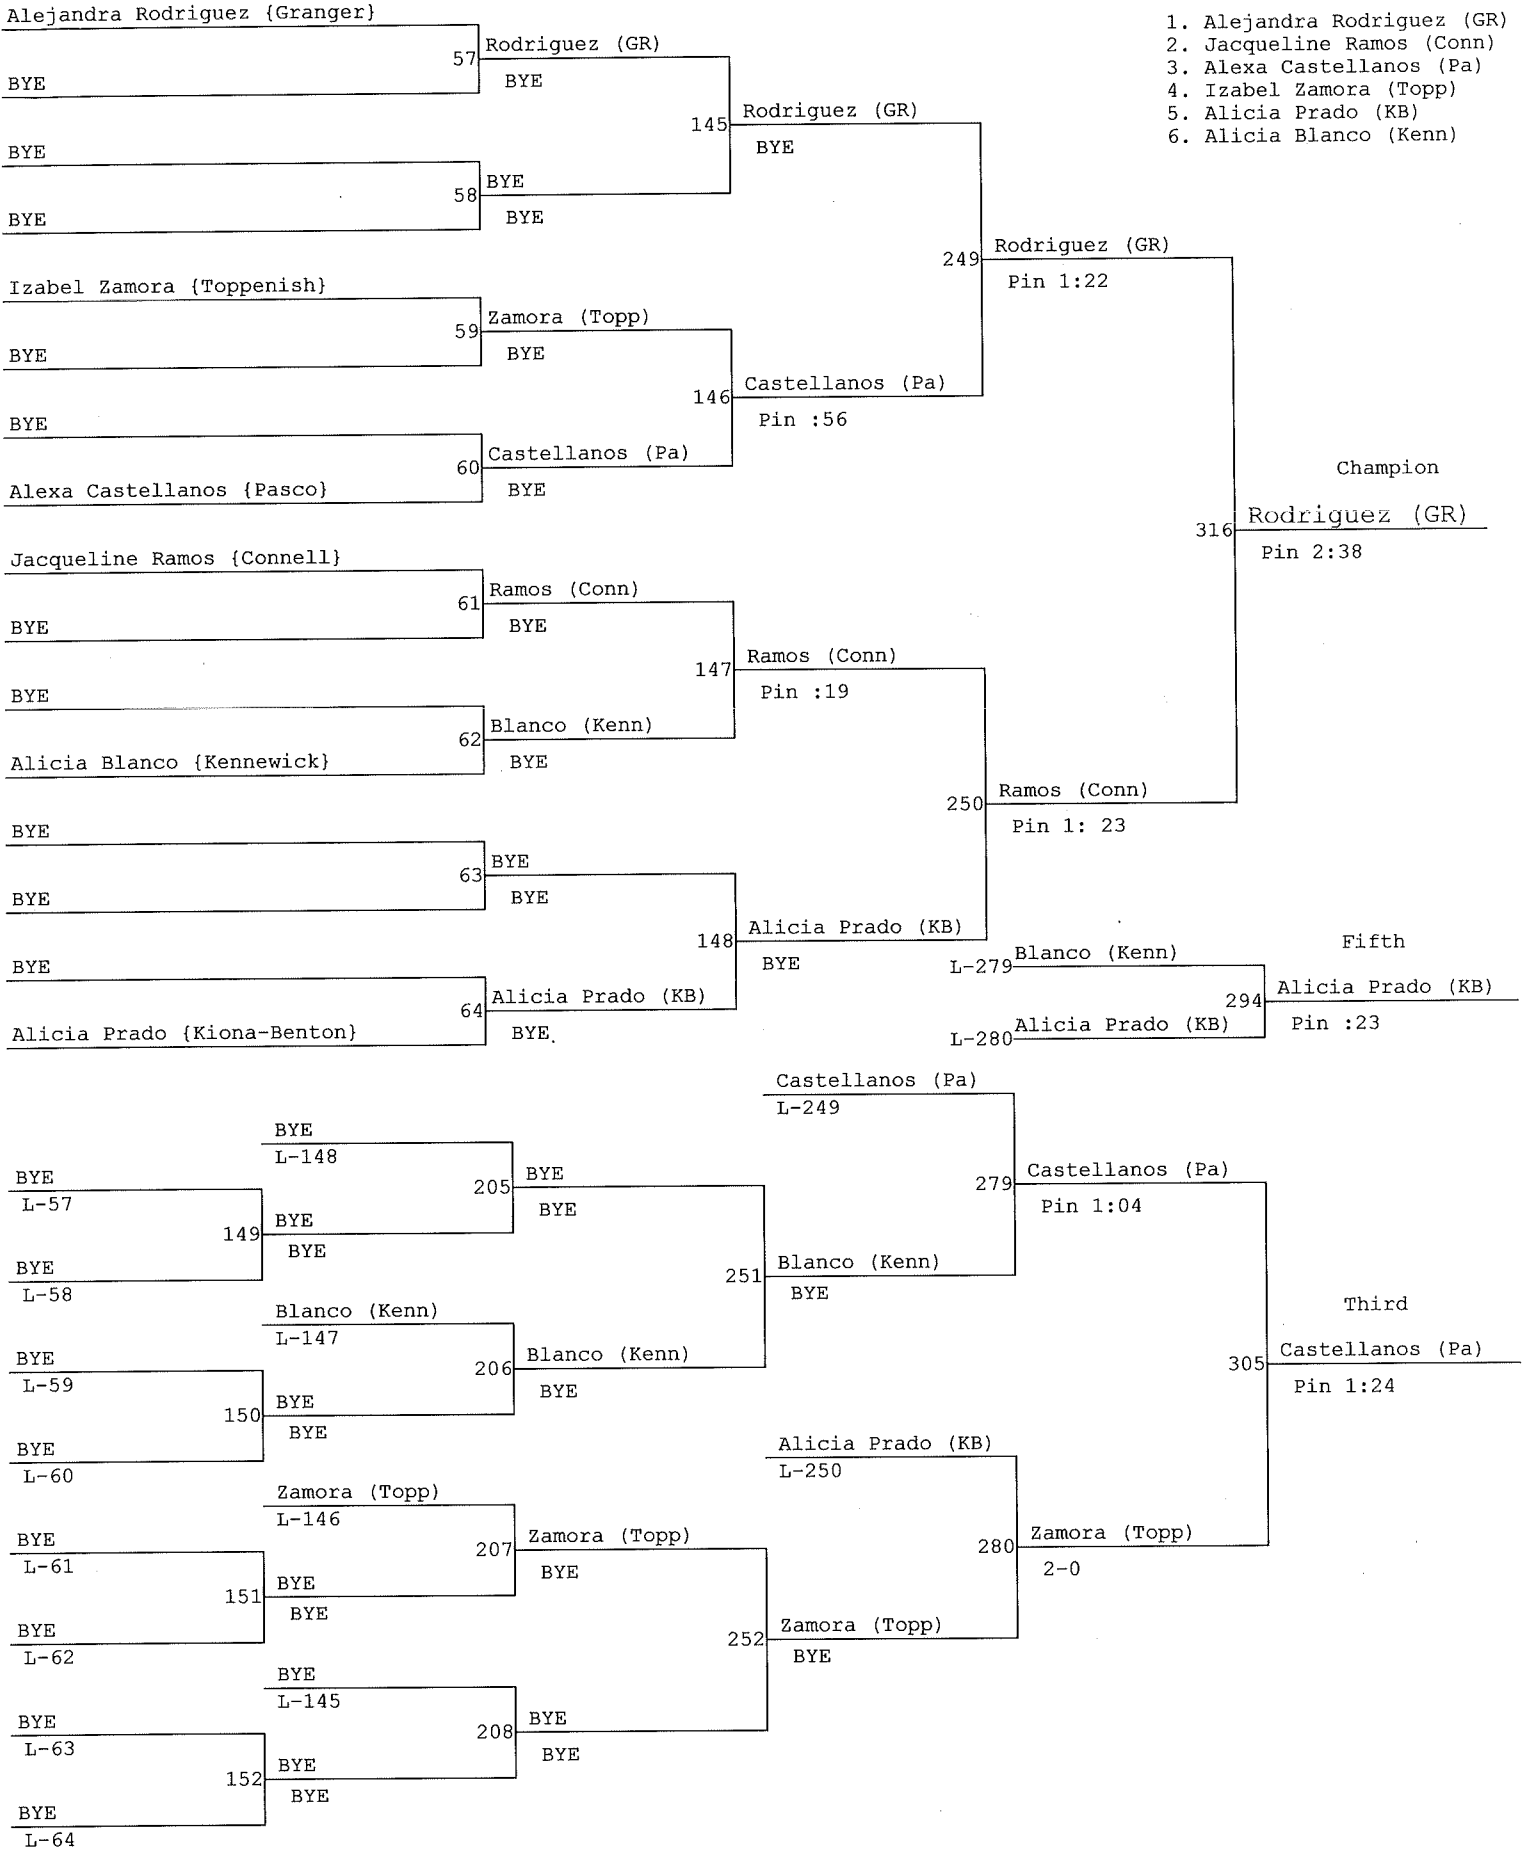 Alejandra Rodriguez {Granger}
57
Rodriguez (GR)
BYE
BYE
145
Rodriguez (GR)
BYE
BYE
58
BYE
BYE
BYE
249
Rodriguez (GR)
Pin 1:22
Izabel Zamora {Toppenish}
59
Zamora (Topp)
BYE
BYE
146
Castellanos (Pa)
Pin :56
BYE
60
Castellanos (Pa)
BYE
Alexa Castellanos {Pasco}
1. Alejandra Rodriguez (GR)
2. Jacqueline Ramos (Conn)
3. Alexa Castellanos (Pa)
4. Izabel Zamora (Topp)
5. Alicia Prado (KB)
6. Alicia Blanco (Kenn)
Champion
316
Rodriguez (GR)
Pin 2:38
Jacqueline Ramos {Connell}
61
Ramos (Conn)
BYE
BYE
147
Ramos (Conn)
Pin :19
BYE
62
Blanco (Kenn)
BYE
Alicia Blanco {Kennewick}
250
Ramos (Conn)
Pin 1: 23
BYE
63
BYE
BYE
BYE
148
Alicia Prado (KB)
BYE
BYE
64
Alicia Prado (KB)
BYE
Alicia Prado {Kiona-Benton}
Fifth
L-279
Blanco (Kenn)
294
Alicia Prado (KB)
Pin :23
L-280
Alicia Prado (KB)
Castellanos (Pa)
L-249
BYE
L-148
BYE
L-57
205
BYE
BYE
149
BYE
BYE
BYE
L-58
279
Castellanos (Pa)
Pin 1:04
251
Blanco (Kenn)
BYE
Blanco (Kenn)
L-147
BYE
L-59
206
Blanco (Kenn)
BYE
150
BYE
BYE
BYE
L-60
Third
305
Castellanos (Pa)
Pin 1:24
Alicia Prado (KB)
L-250
Zamora (Topp)
L-146
BYE
L-61
207
Zamora (Topp)
BYE
151
BYE
BYE
BYE
L-62
280
Zamora (Topp)
2-0
252
Zamora (Topp)
BYE
BYE
L-145
BYE
L-63
208
BYE
BYE
152
BYE
BYE
BYE
L-64